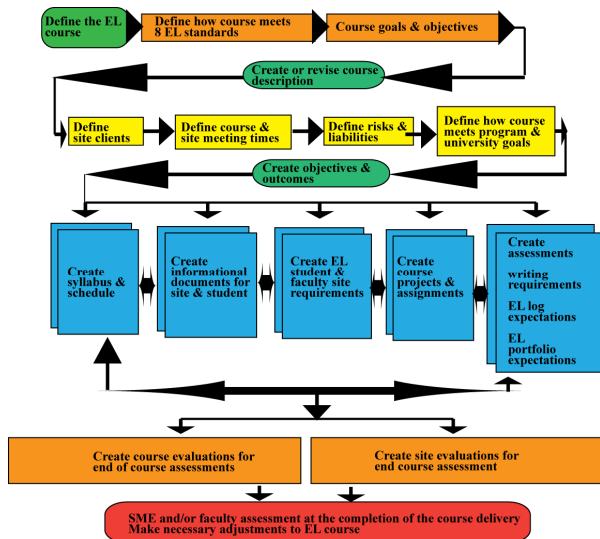 Define the EL
course
Define how course meets
8 EL standards
Course goals & objectives
Create or revise course
description
Define
site clients
Define course &
site meeting times
Define risks &
liabilities
Define how course
meets program &
university goals
Create objectives &
outcomes
Create
syllabus &
schedule
Create
informational
documents for
site & student
Create EL
student &
faculty site
requirements
Create
course
projects &
assignments
Create
assessments
writing
requirements
EL log
expectations
EL
portfolio
expectations
Create course evaluations for
end of course assessments
Create site evaluations for
end course assessment
SME and/or faculty assessment at the completion of the course delivery
Make necessary adjustments to EL course